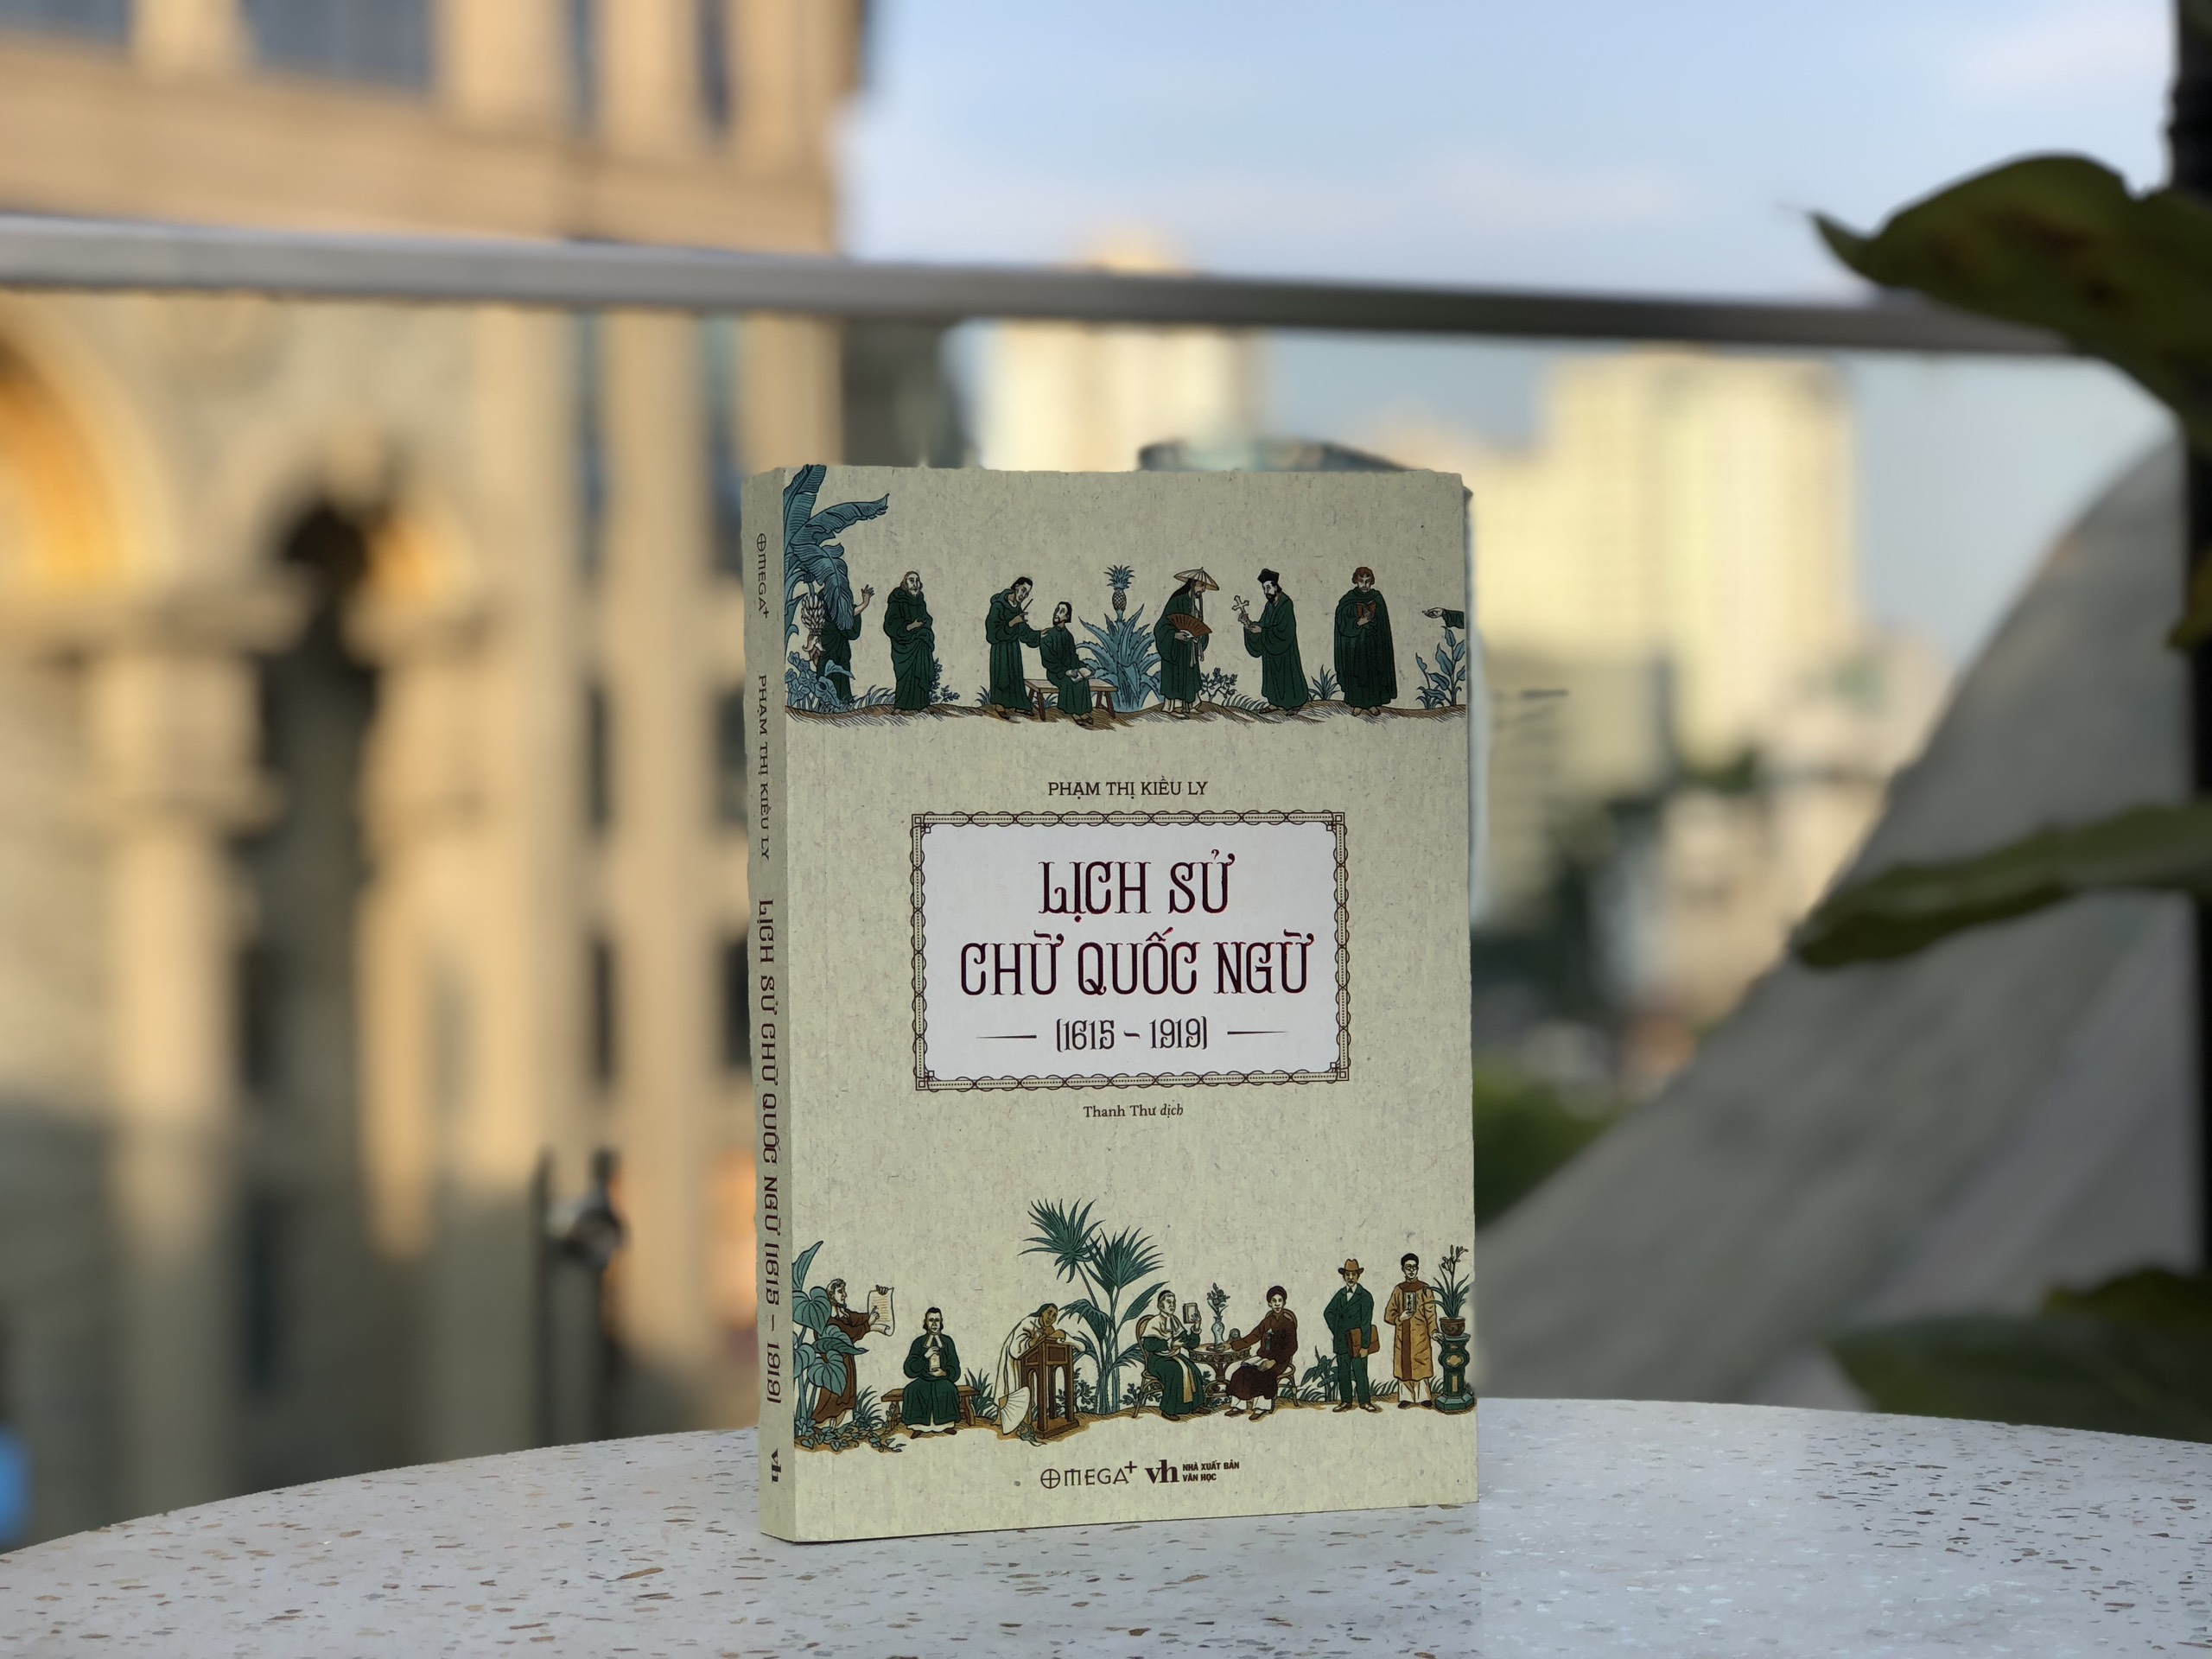 PHẠM THỊ KIỀU LY
LỊCH SỬ
CHỮ QUỐC NGỮ
(1615 – 1919)
Thanh Thư dịch
OMEGA+ vh NHÀ XUẤT BẢN
VĂN HỌC
OMEGA+ PHẠM THỊ KIỀU LY LỊCH SỬ CHỮ QUỐC NGỮ (1615 – 1919) vh